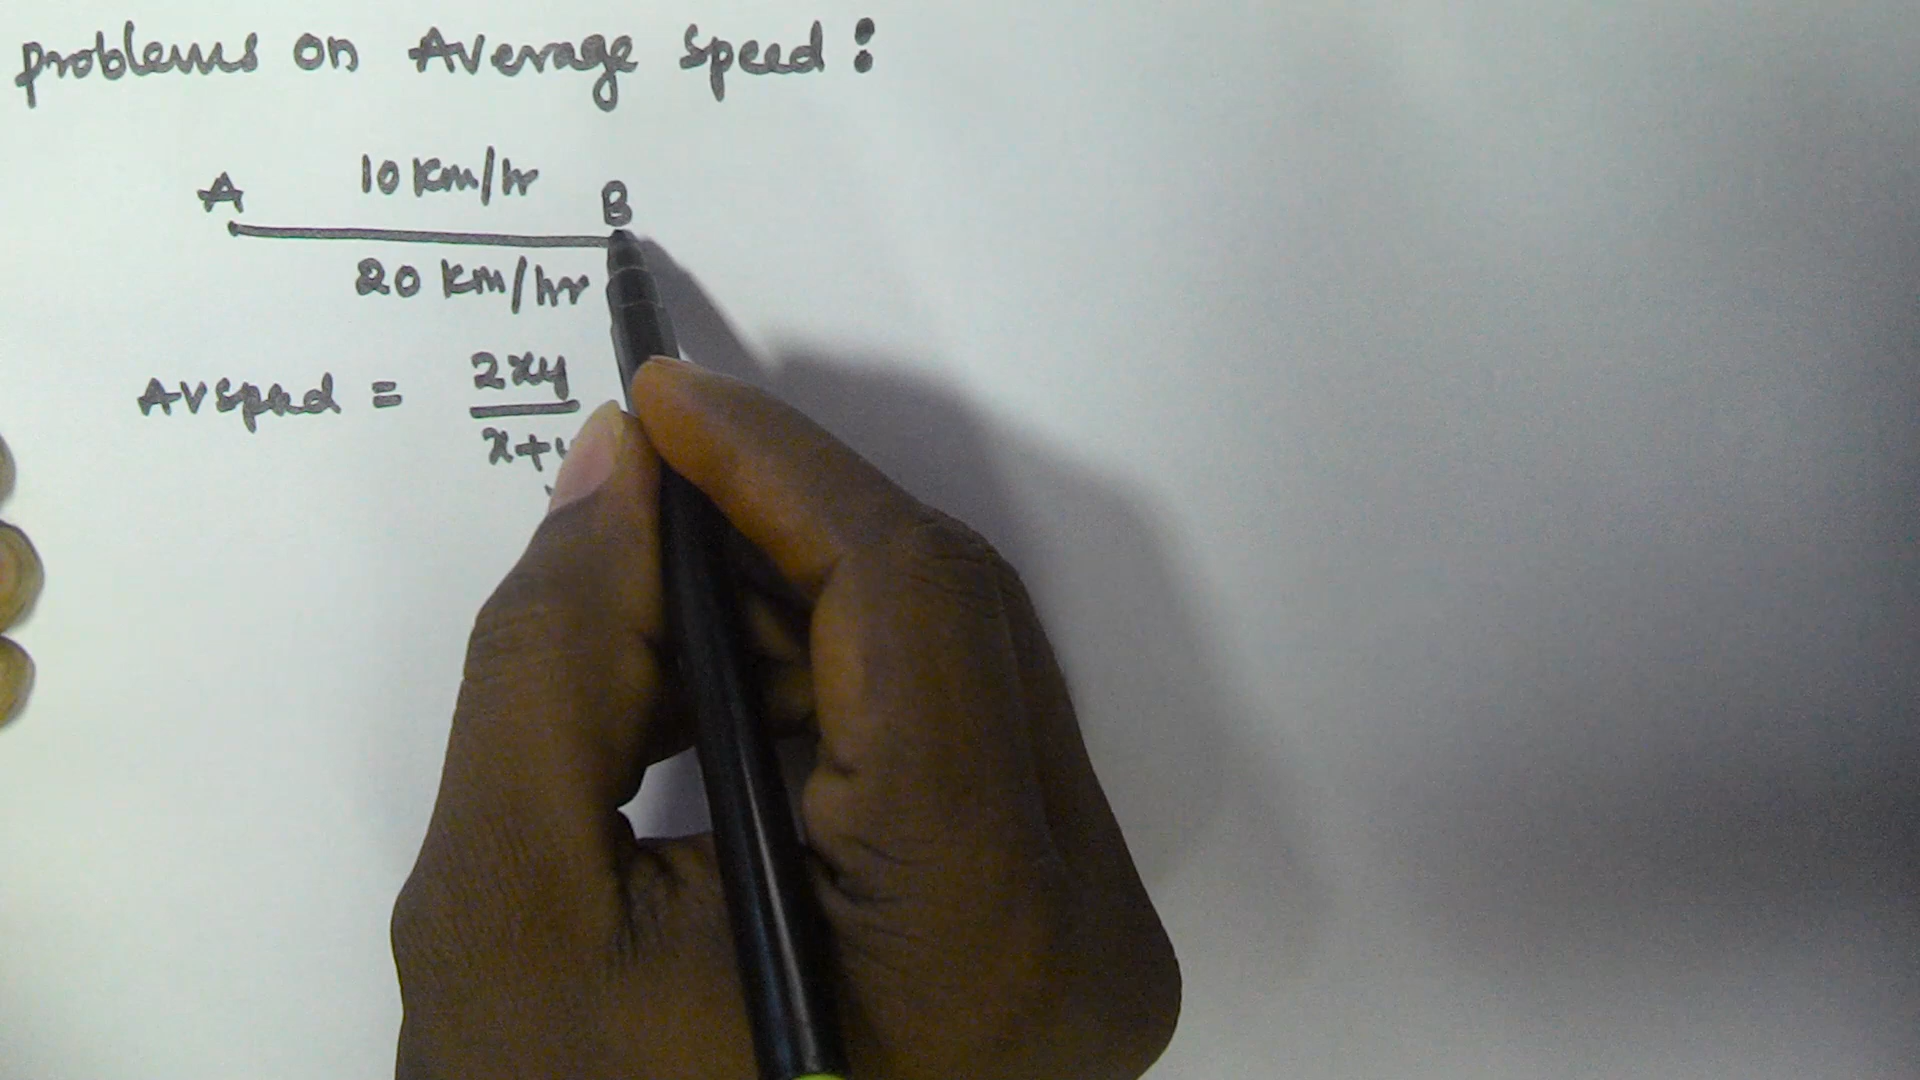 problems on Average Speed :
A 10 Km/hr B
20 Km/hr
AVspeed = 2xy
x+y